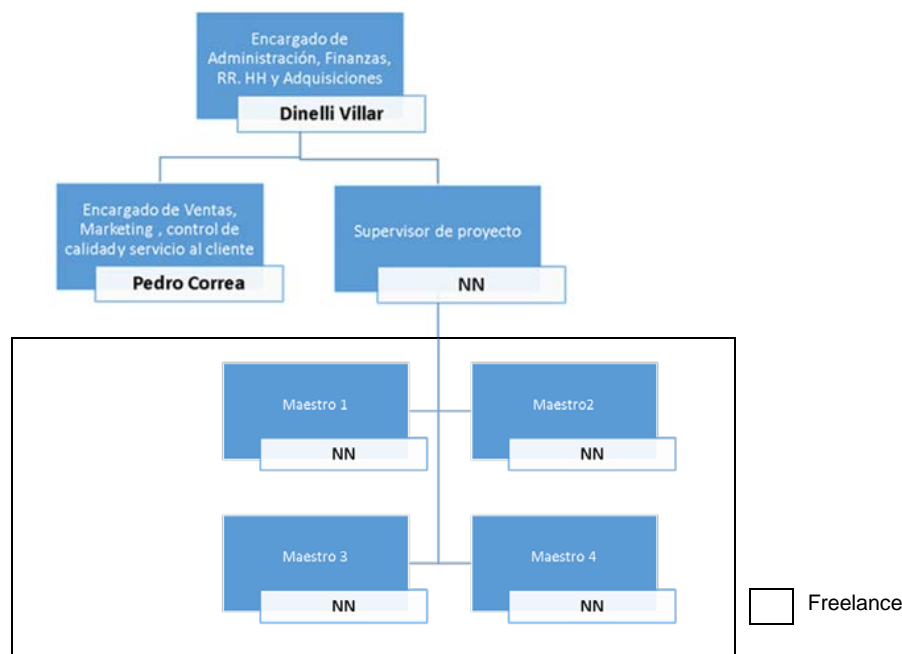 Encargado de
Administración, Finanzas,
RR. HH y Adquisiciones
Dinelli Villar
Encargado de Ventas,
Marketing , control de
calidad y servicio al cliente
Pedro Correa
Supervisor de proyecto
NN
Maestro 1
NN
Maestro2
NN
Maestro 3
NN
Maestro 4
NN
Freelance